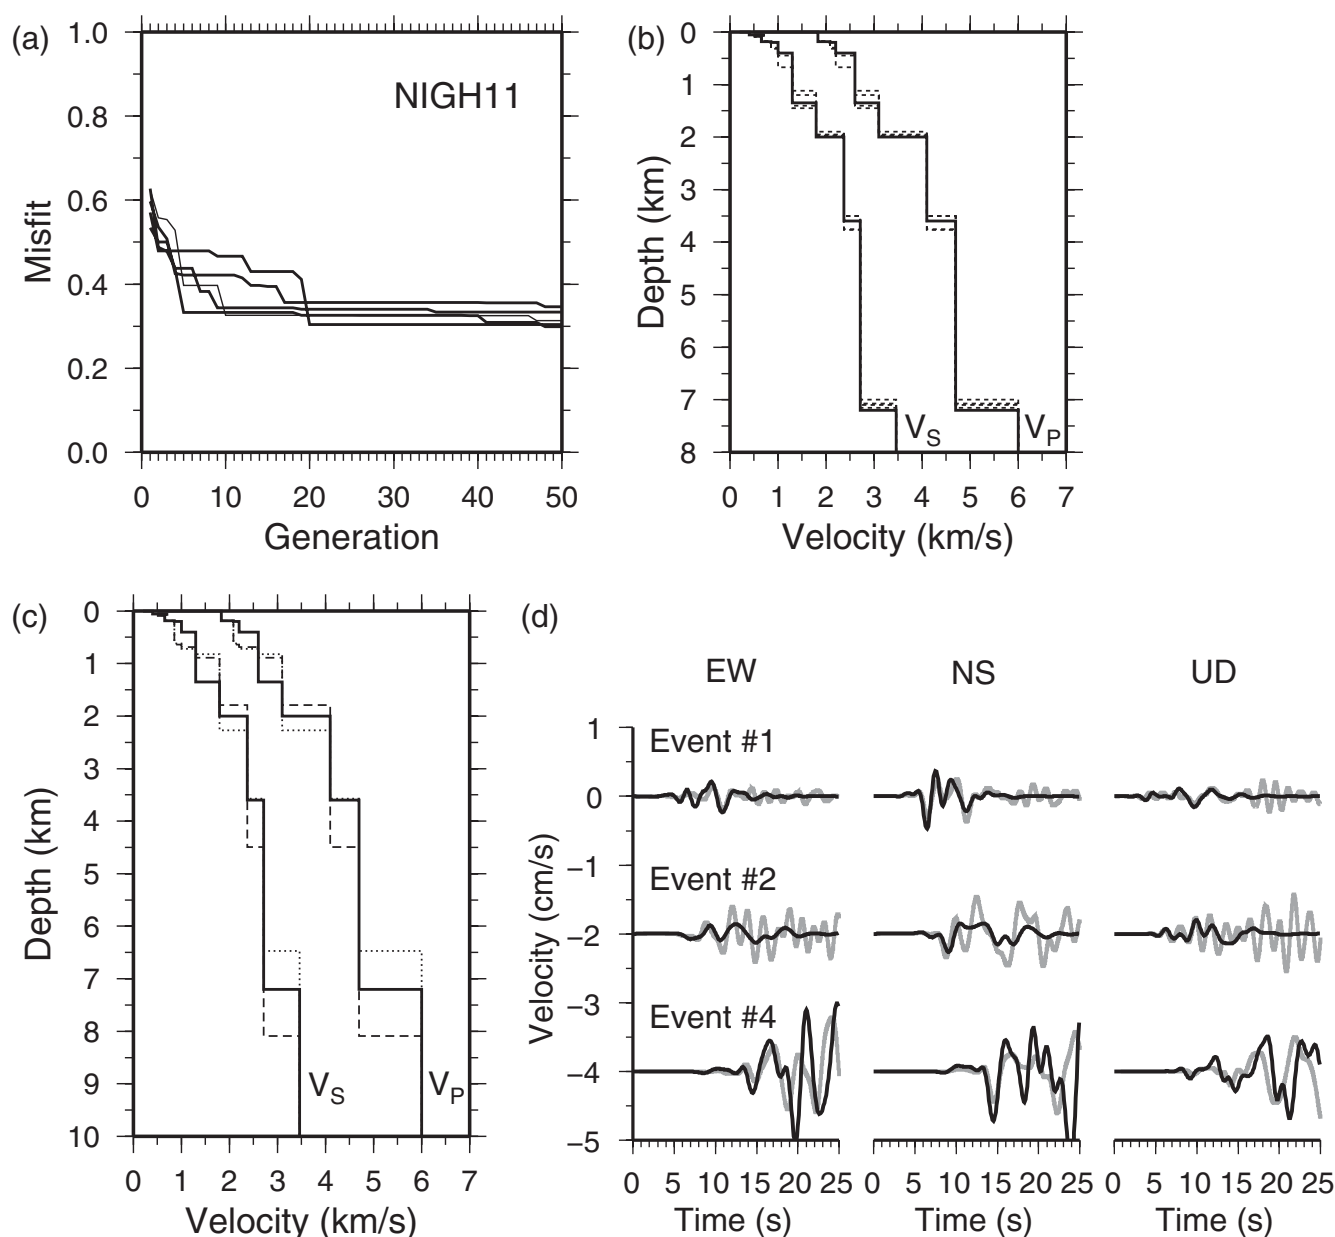 (a)
1.0
0.8
0.6
0.4
0.2
0.0
Misfit
NIGH11
0 10 20 30 40 50
Generation
(b)
0
1
2
3
4
5
6
7
8
Depth (km)
VS VP
0 1 2 3 4 5 6 7
Velocity (km/s)
(c)
0
1
2
3
4
5
6
7
8
9
10
Depth (km)
VS VP
0 1 2 3 4 5 6 7
Velocity (km/s)
(d)
EW NS UD
1
0
−1
−2
−3
−4
−5
Velocity (cm/s)
Event #1
Event #2
Event #4
0 5 10 15 20 25 0 5 10 15 20 25 0 5 10 15 20 25
Time (s) Time (s) Time (s)